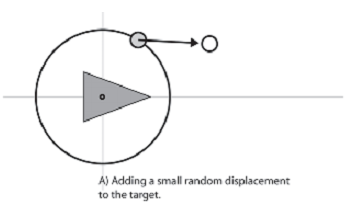 A) Adding a small random displacement
to the target.